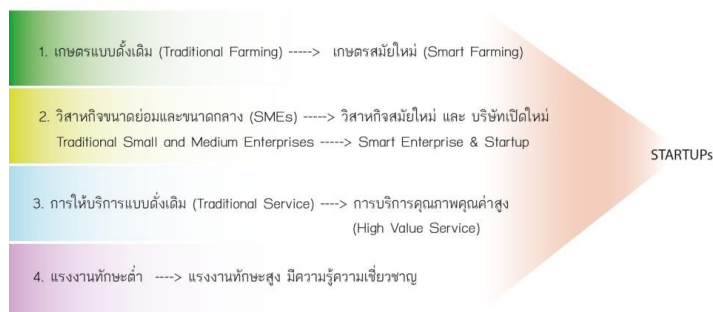 1. เกษตรแบบดั้งเดิม (Traditional Farming) -----> เกษตรสมัยใหม่ (Smart Farming)
2. วิสาหกิจขนาดย่อมและขนาดกลาง (SMEs) -----> วิสาหกิจสมัยใหม่ และ บริษัทเปิดใหม่
Traditional Small and Medium Enterprises -----> Smart Enterprise & Startup
STARTUPs
3. การให้บริการแบบดั่งเดิม (Traditional Service) ----> การบริการคุณภาพคุณค่าสูง
(High Value Service)
4. แรงงานทักษะต่ำ ----> แรงงานทักษะสูง มีความรู้ความเชี่ยวชาญ